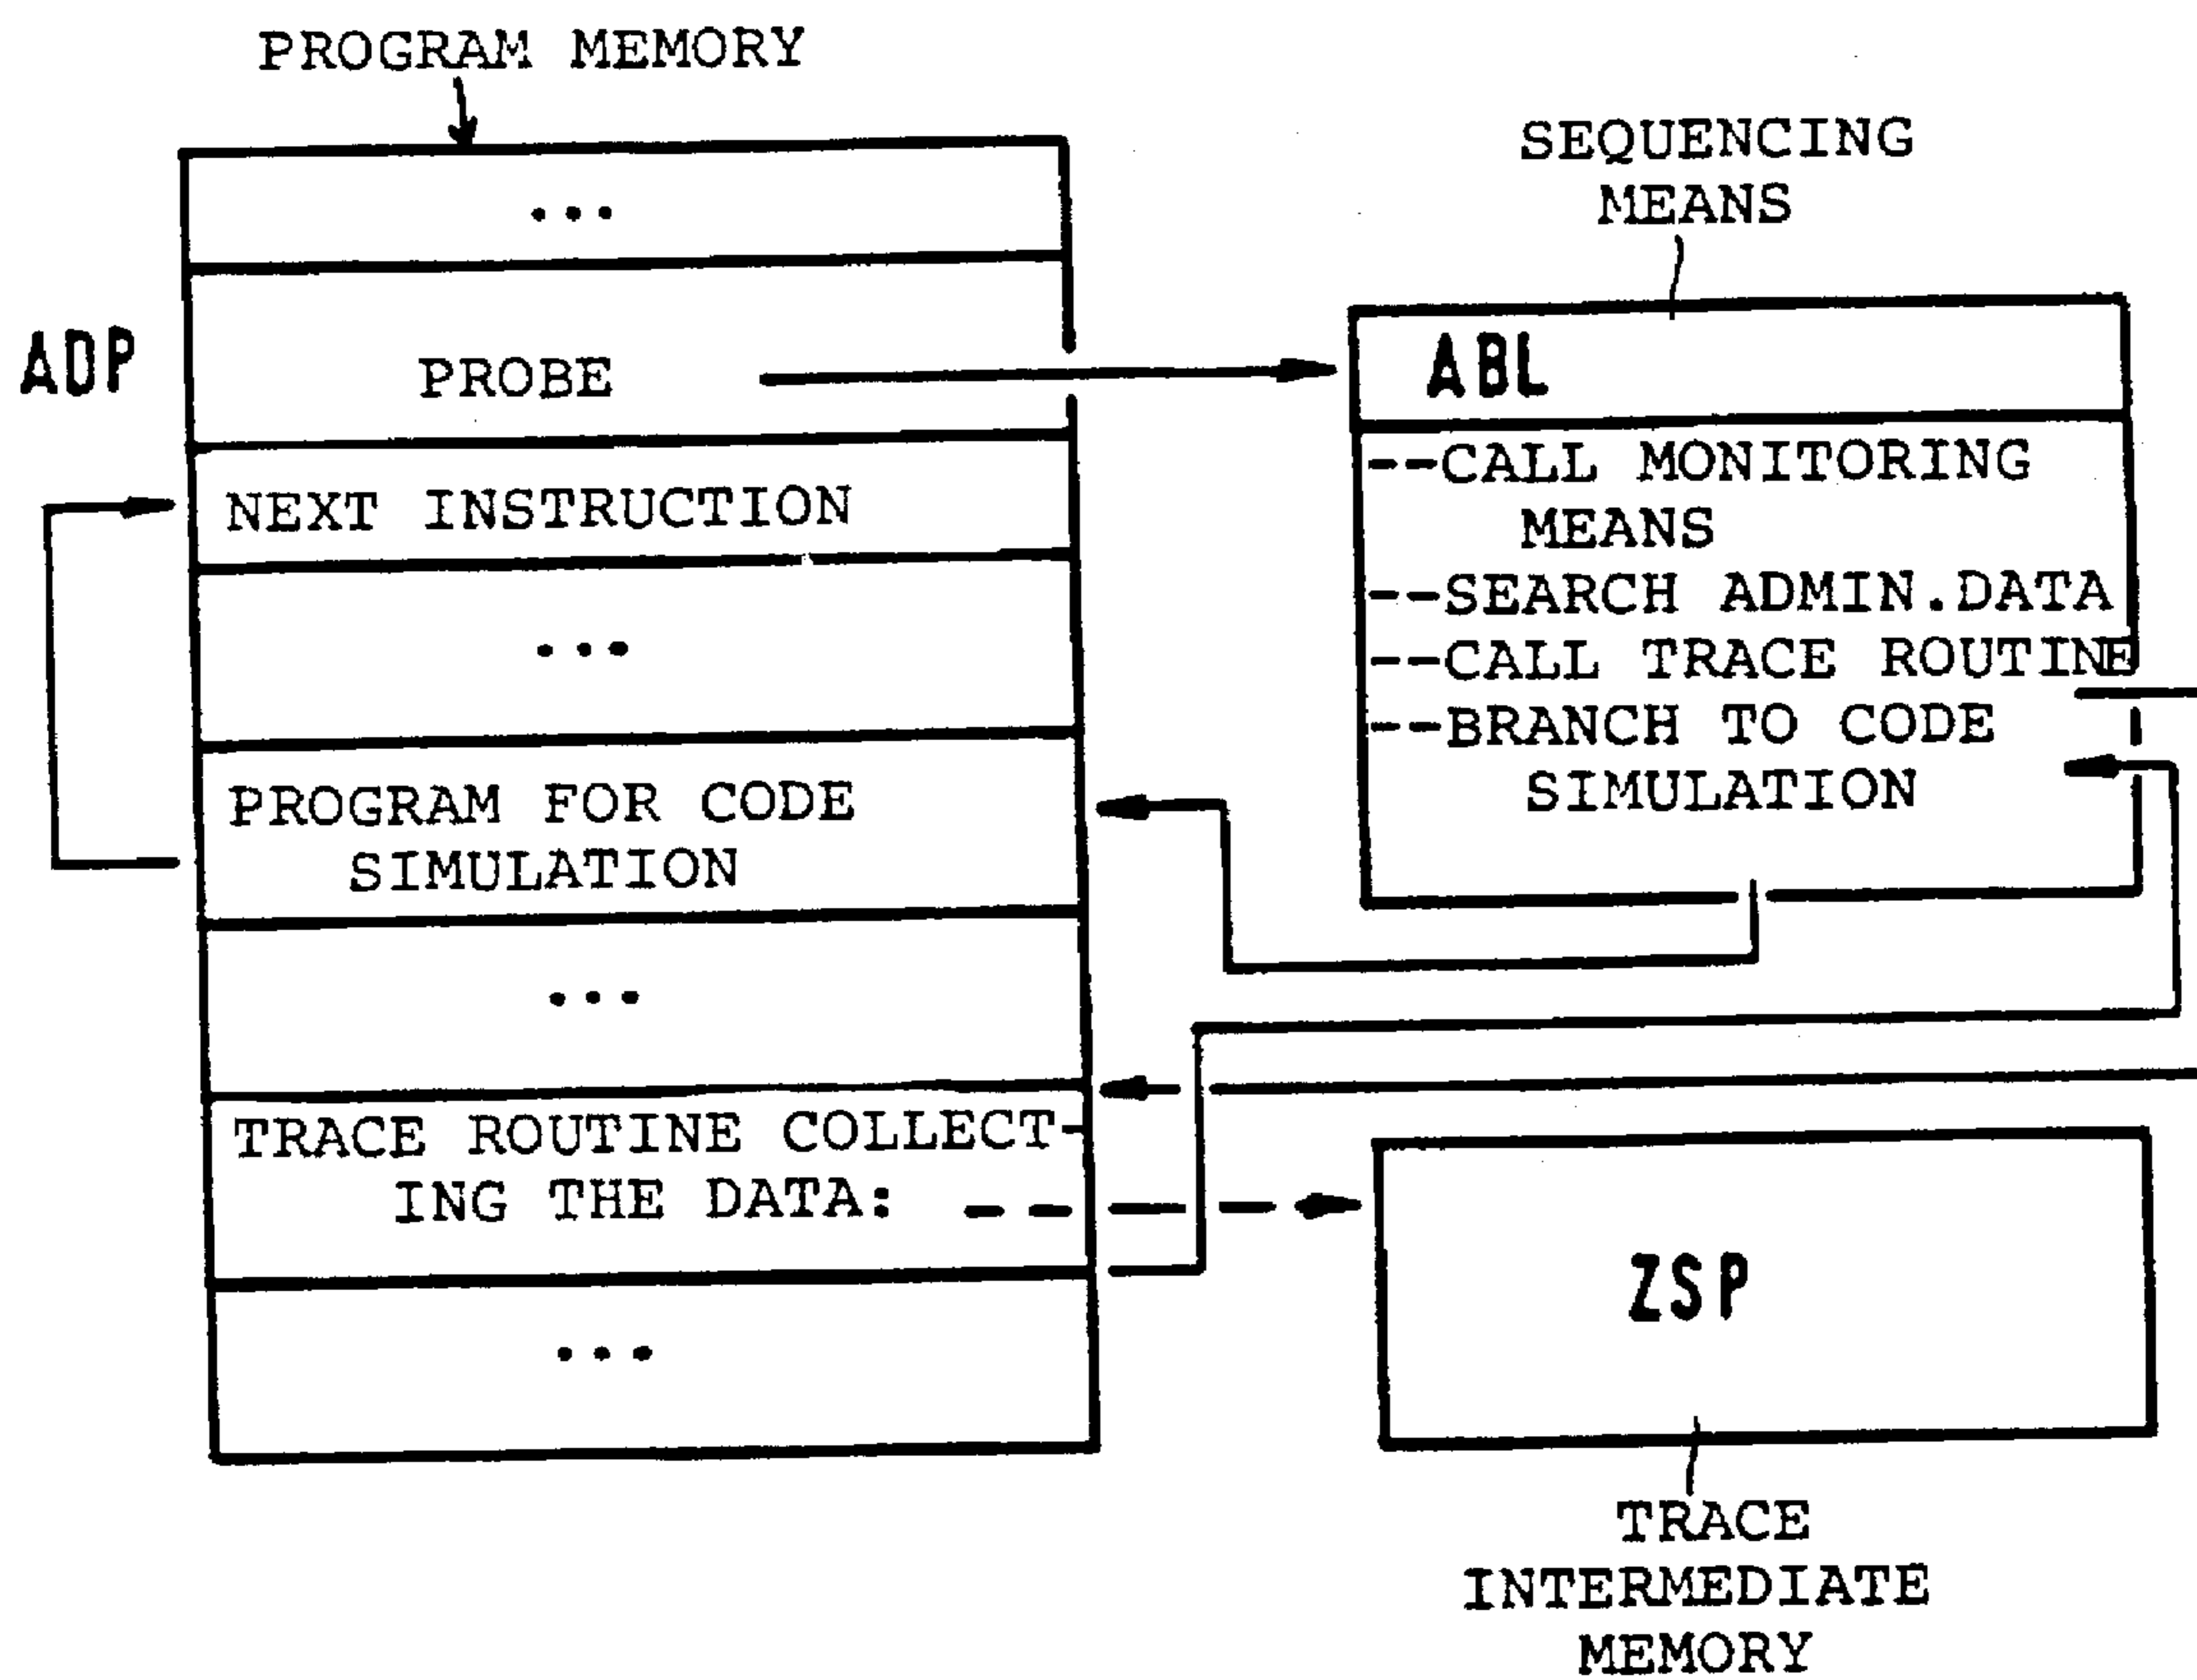 PROGRAM MEMORY
...
ADP
PROBE
NEXT INSTRUCTION
...
PROGRAM FOR CODE
SIMULATION
...
TRACE ROUTINE COLLECT-
ING THE DATA:
...
SEQUENCING
MEANS
ABL
--CALL MONITORING
MEANS
--SEARCH ADMIN.DATA
--CALL TRACE ROUTINE
--BRANCH TO CODE
SIMULATION
ZSP
TRACE
INTERMEDIATE
MEMORY